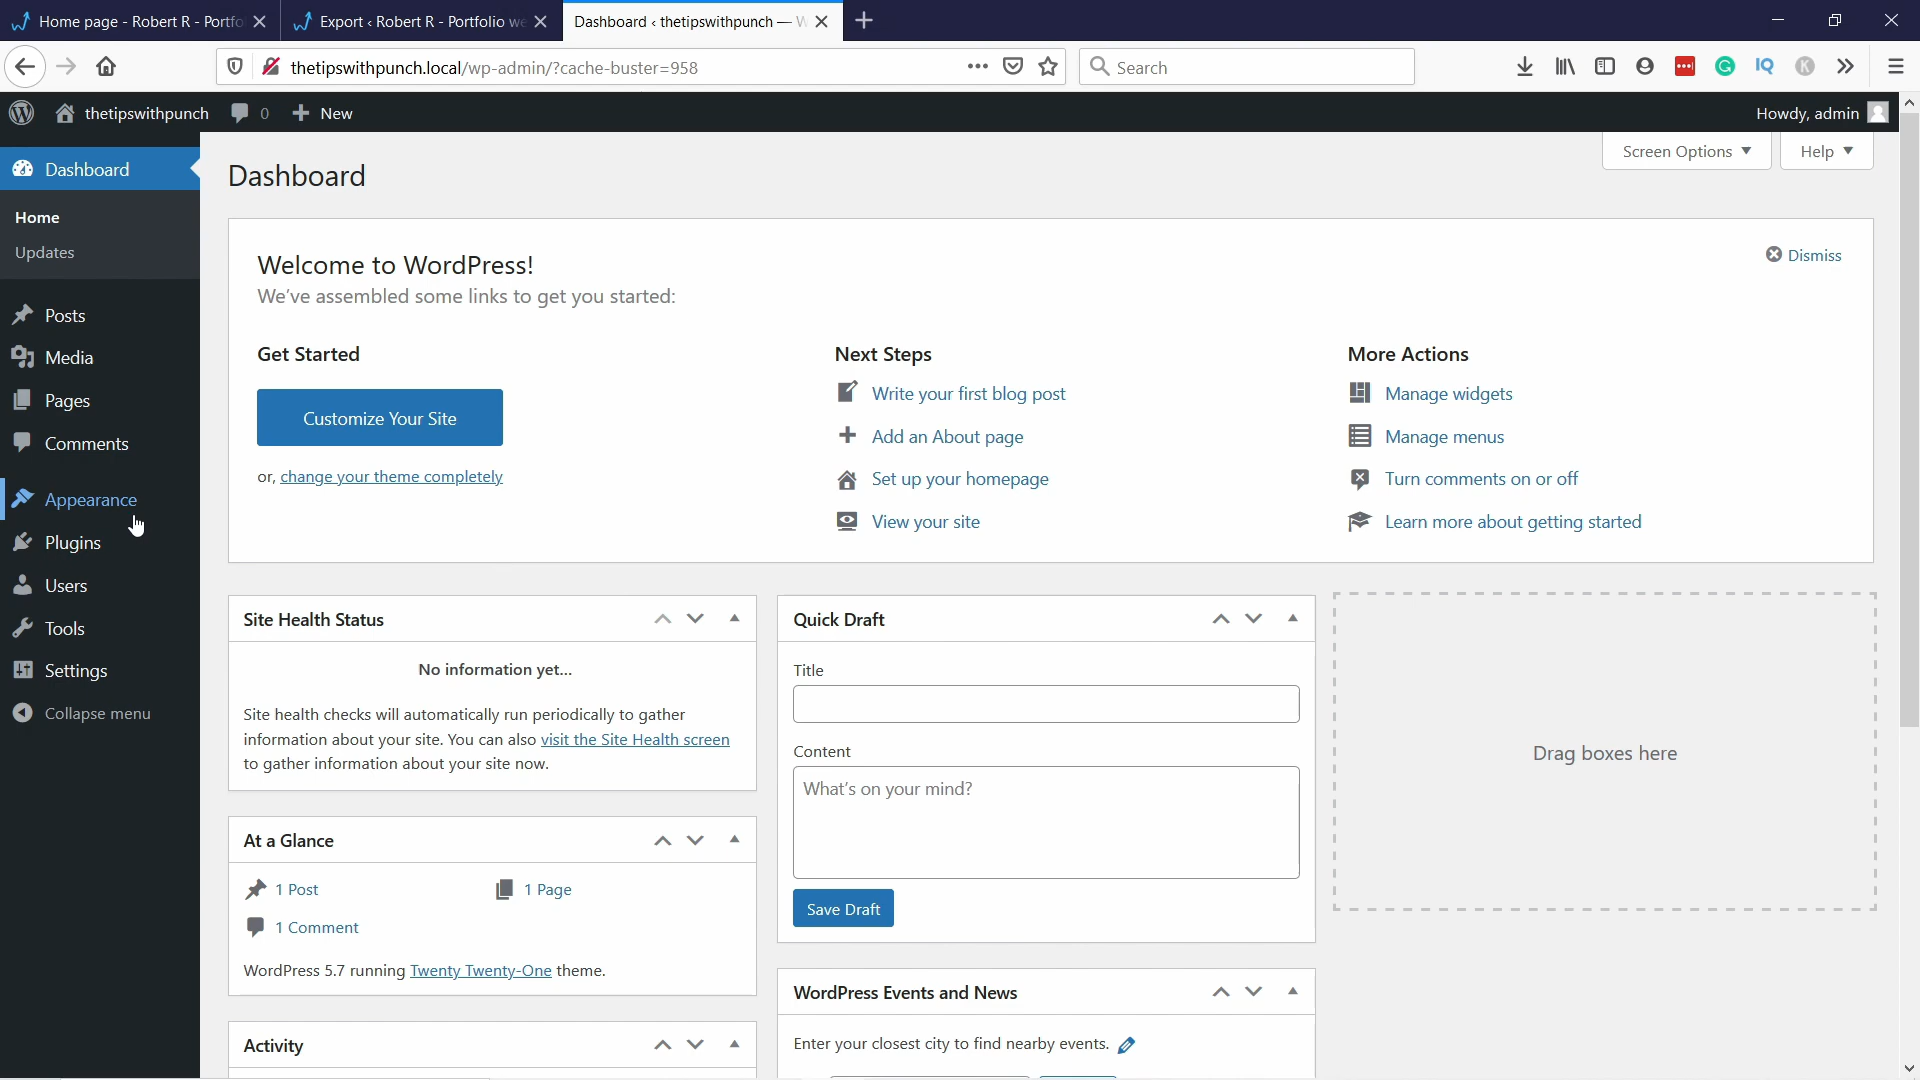 Home page - Robert R - Portfo
Export ‹ Robert R - Portfolio we
Dashboard ‹ thetipswithpunch — W
thetipswithpunch.local/wp-admin/?cache-buster=958
Search
thetipswithpunch
0
New
Howdy, admin
Dashboard
Home
Updates
Posts
Media
Pages
Comments
Appearance
Plugins
Users
Tools
Settings
Collapse menu
Dashboard
Screen Options
Help
Welcome to WordPress!
We've assembled some links to get you started:
Dismiss
Get Started
Customize Your Site
or, change your theme completely
Next Steps
Write your first blog post
Add an About page
Set up your homepage
View your site
More Actions
Manage widgets
Manage menus
Turn comments on or off
Learn more about getting started
Site Health Status
No information yet...
Site health checks will automatically run periodically to gather
information about your site. You can also visit the Site Health screen
to gather information about your site now.
At a Glance
1 Post
1 Page
1 Comment
WordPress 5.7 running Twenty Twenty-One theme.
Activity
Quick Draft
Title
Content
What's on your mind?
Save Draft
WordPress Events and News
Enter your closest city to find nearby events.
Drag boxes here